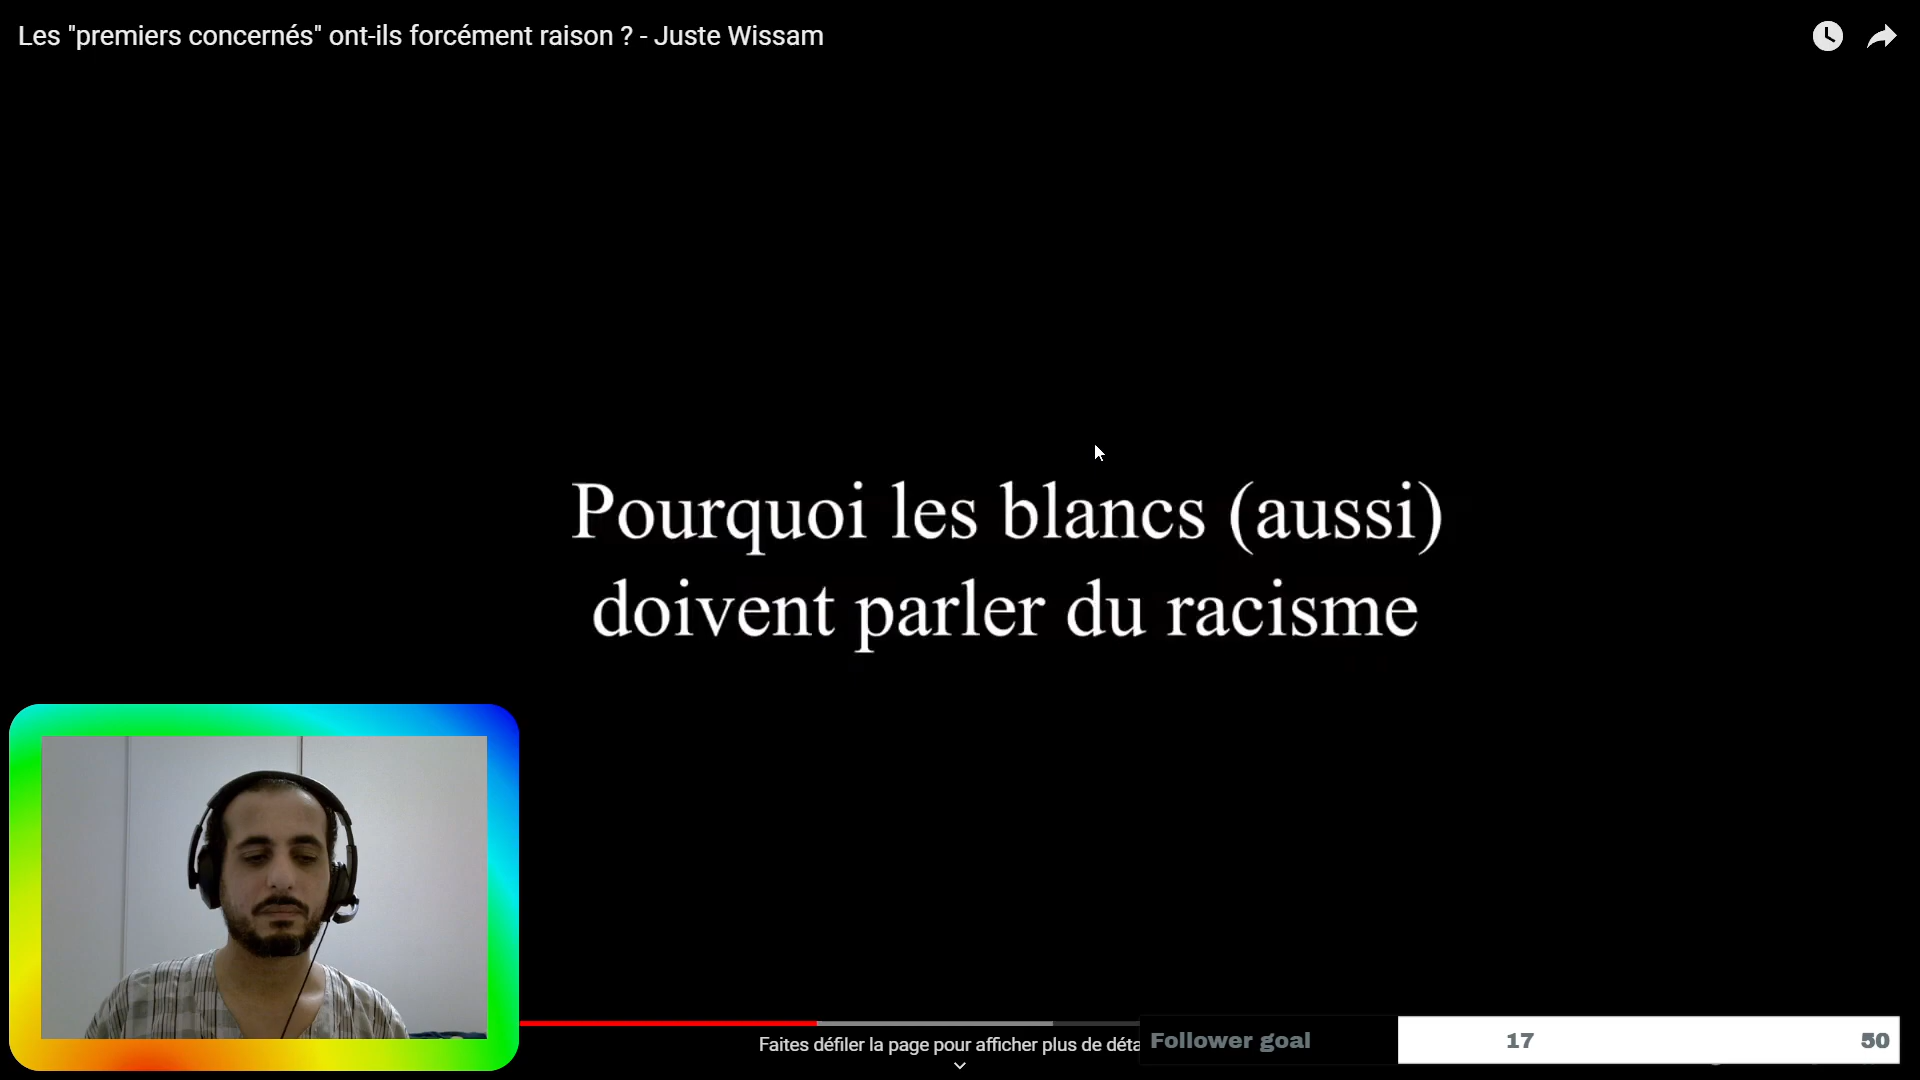 Les "premiers concernés" ont-ils forcément raison ? - Juste Wissam
Pourquoi les blancs (aussi)
doivent parler du racisme
Faites défiler la page pour afficher plus de déta
Follower goal 17 50